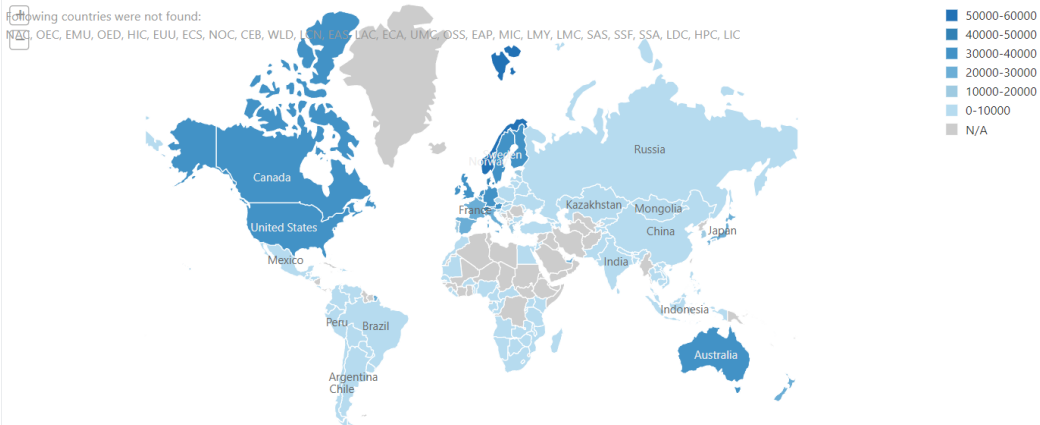 Following countries were not found:
NAC, OEC, EMU, OED, HIC, EUU, ECS, NOC, CEB, WLD, LCN, EAS, LAC, ECA, UMC, OSS, EAP, MIC, LMY, LMC, SAS, SSF, SSA, LDC, HPC, LIC
+
−
50000-60000
40000-50000
30000-40000
20000-30000
10000-20000
0-10000
N/A
Sweden
Norway
Russia
Canada
France
Kazakhstan
Mongolia
United States
China
Japan
Mexico
India
Indonesia
Peru
Brazil
Australia
Argentina
Chile